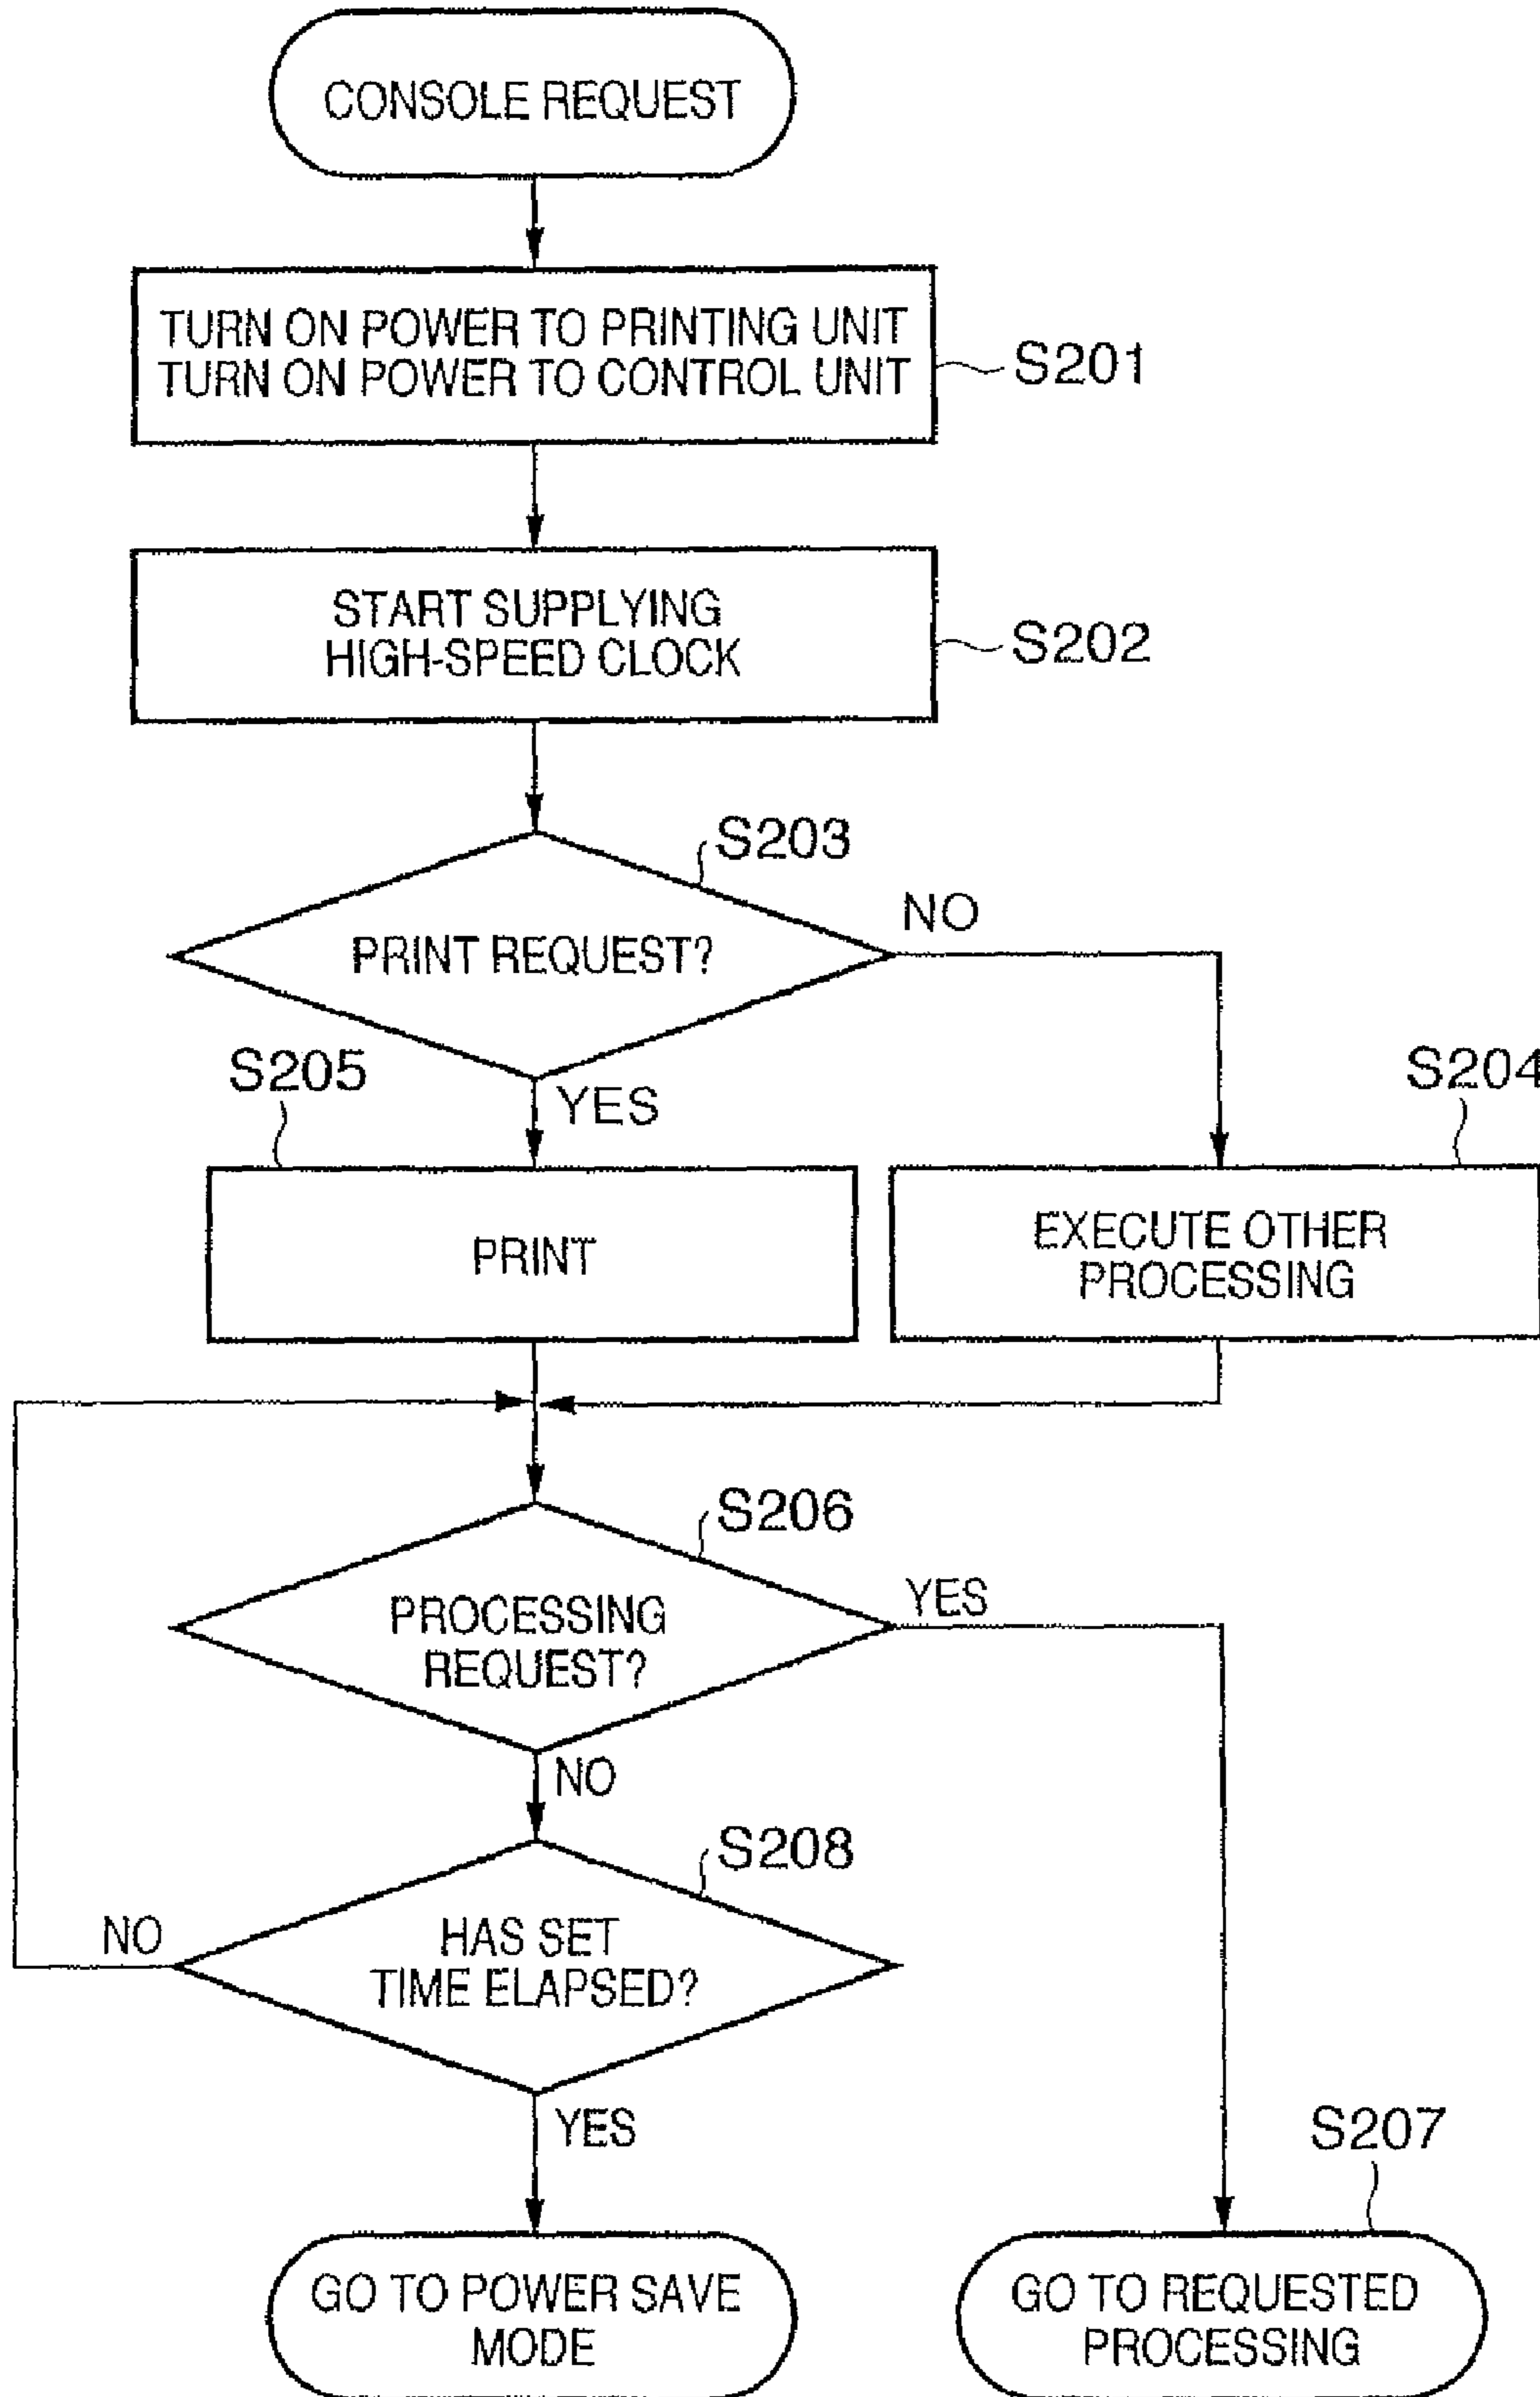 CONSOLE REQUEST
TURN ON POWER TO PRINTING UNIT
TURN ON POWER TO CONTROL UNIT
S201
START SUPPLYING
HIGH-SPEED CLOCK
S202
S203
PRINT REQUEST?
NO
YES
S205
PRINT
S204
EXECUTE OTHER
PROCESSING
S206
PROCESSING
REQUEST?
YES
NO
S208
HAS SET
TIME ELAPSED?
NO
YES
GO TO POWER SAVE
MODE
S207
GO TO REQUESTED
PROCESSING